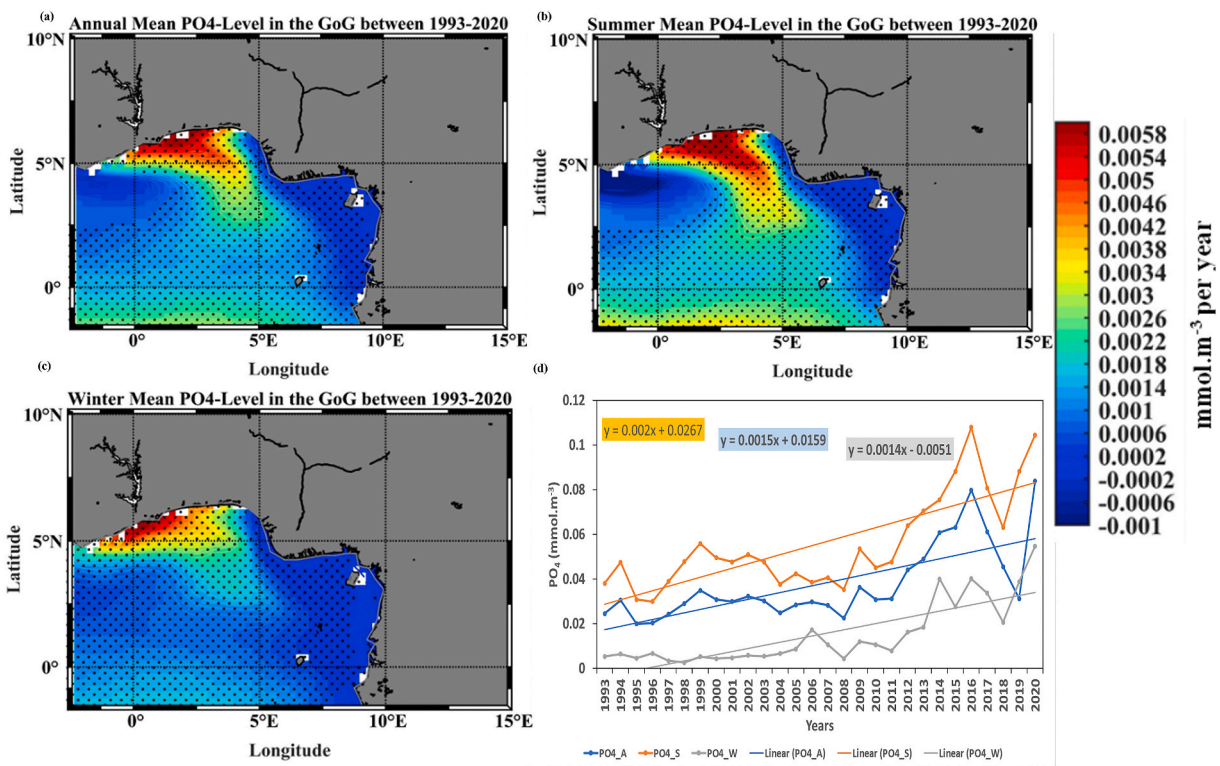 (a)
Annual Mean PO4-Level in the GoG between 1993-2020
10°N
5°N
0°
Latitude
0°
5°E
10°E
15°E
Longitude
(b)
Summer Mean PO4-Level in the GoG between 1993-2020
10°N
5°N
0°
Latitude
0°
5°E
10°E
15°E
Longitude
0.0058
0.0054
0.005
0.0046
0.0042
0.0038
0.0034
0.003
0.0026
0.0022
0.0018
0.0014
0.001
0.0006
0.0002
-0.0002
-0.0006
-0.001
mmol.m-3 per year
(c)
Winter Mean PO4-Level in the GoG between 1993-2020
10°N
5°N
0°
Latitude
0°
5°E
10°E
15°E
Longitude
(d)
0.12
0.1
0.08
0.06
0.04
0.02
0
PO4 (mmol.m-3)
y = 0.002x + 0.0267
y = 0.0015x + 0.0159
y = 0.0014x - 0.0051
1993
1994
1995
1996
1997
1998
1999
2000
2001
2002
2003
2004
2005
2006
2007
2008
2009
2010
2011
2012
2013
2014
2015
2016
2017
2018
2019
2020
Years
PO4_A PO4_S PO4_W Linear (PO4_A) Linear (PO4_S) Linear (PO4_W)